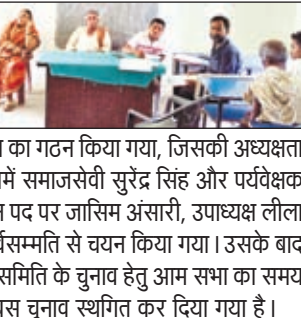 का गठन किया गया, जिसकी अध्यक्षता
में समाजसेवी सुरेंद्र सिंह और पर्यवेक्षक
पद पर जासिम अंसारी, उपाध्यक्ष लीला
सम्मति से चयन किया गया। उसके बाद
समिति के चुनाव हेतु आम सभा का समय
चुनाव स्थगित कर दिया गया है।